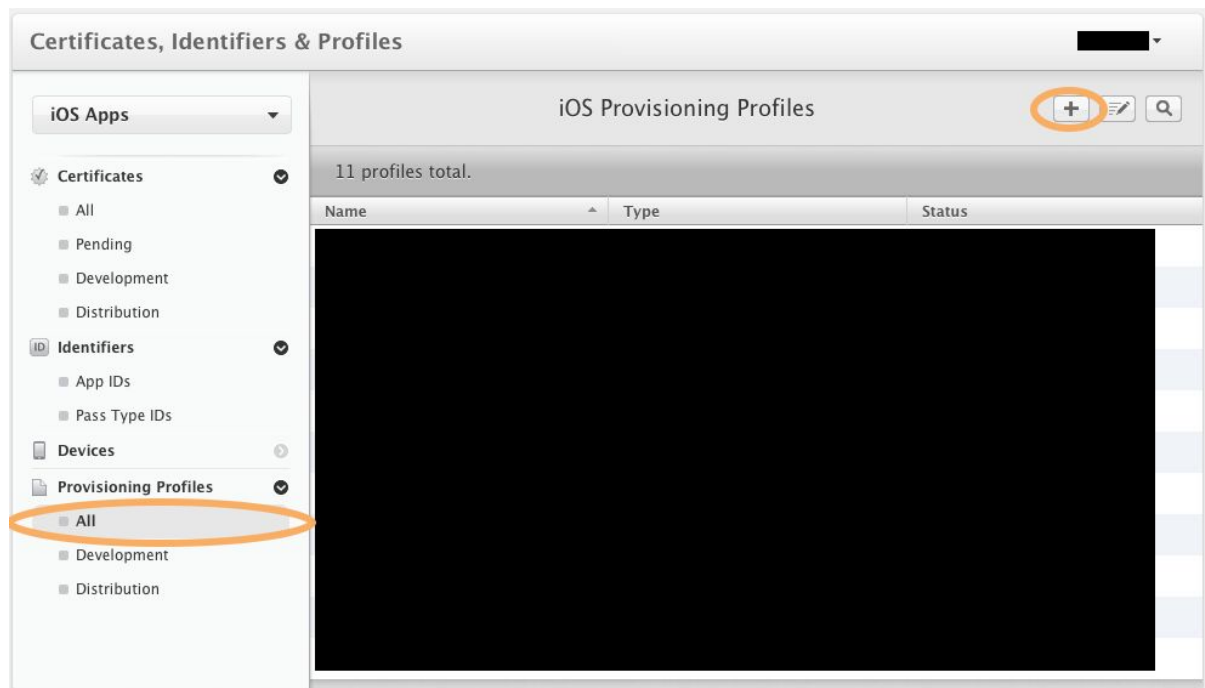 Certificates, Identifiers & Profiles
iOS Apps
iOS Provisioning Profiles
11 profiles total.
Name
Type
Status
Certificates
All
Pending
Development
Distribution
ID
Identifiers
App IDs
Pass Type IDs
Devices
Provisioning Profiles
All
Development
Distribution